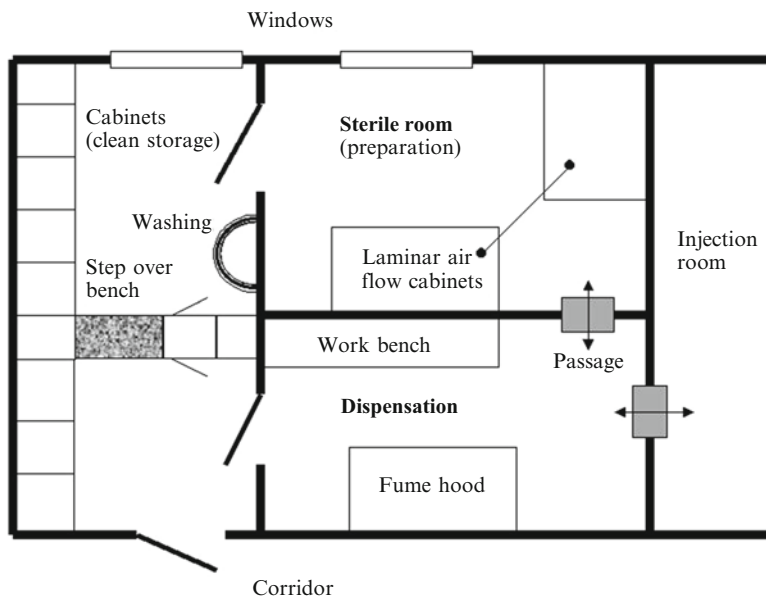 Windows
Cabinets
(clean storage)
Sterile room
(preparation)
Washing
Laminar air
flow cabinets
Injection
room
Step over
bench
Work bench
Passage
Dispensation
Fume hood
Corridor